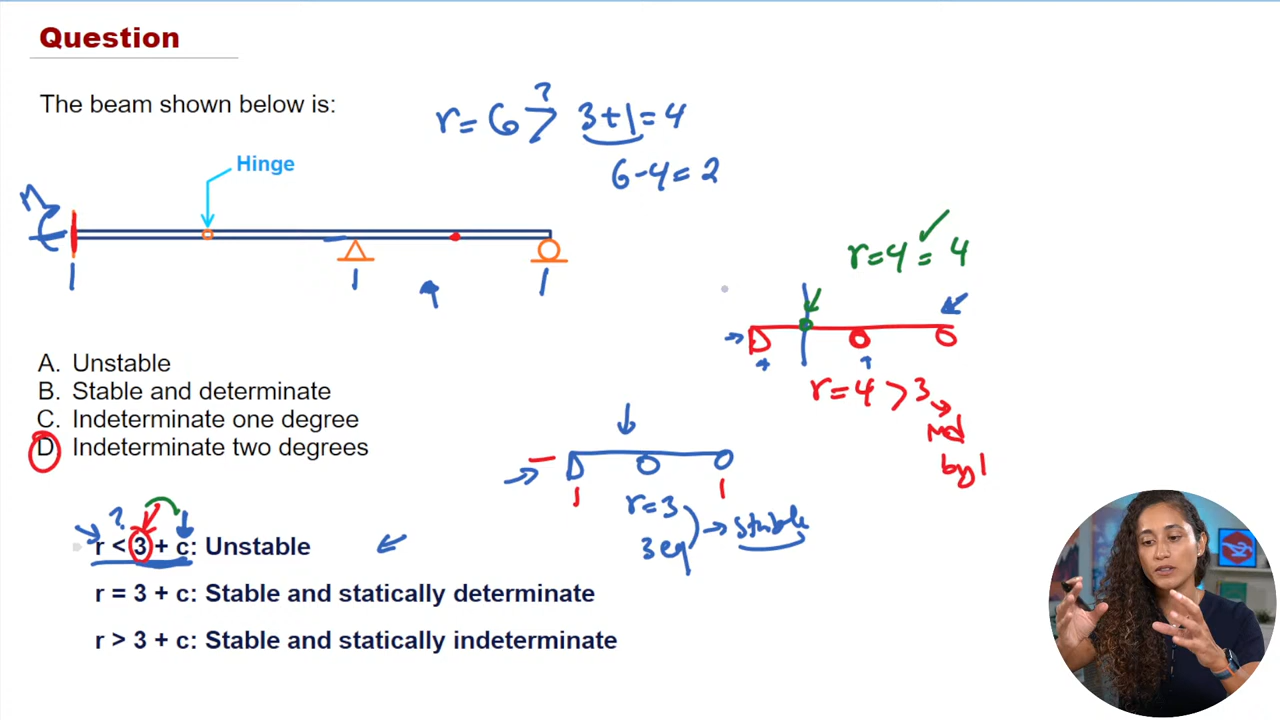 Question
The beam shown below is:
r = 6 > 3+1 = 4
?
6-4 = 2
Hinge
M
1
1
1
r=4 = 4
r=4 > 3
by 1
A. Unstable
B. Stable and determinate
C. Indeterminate one degree
D. Indeterminate two degrees
1
1
r=3
3 eq
stable
?
r < 3 + c: Unstable
r = 3 + c: Stable and statically determinate
r > 3 + c: Stable and statically indeterminate